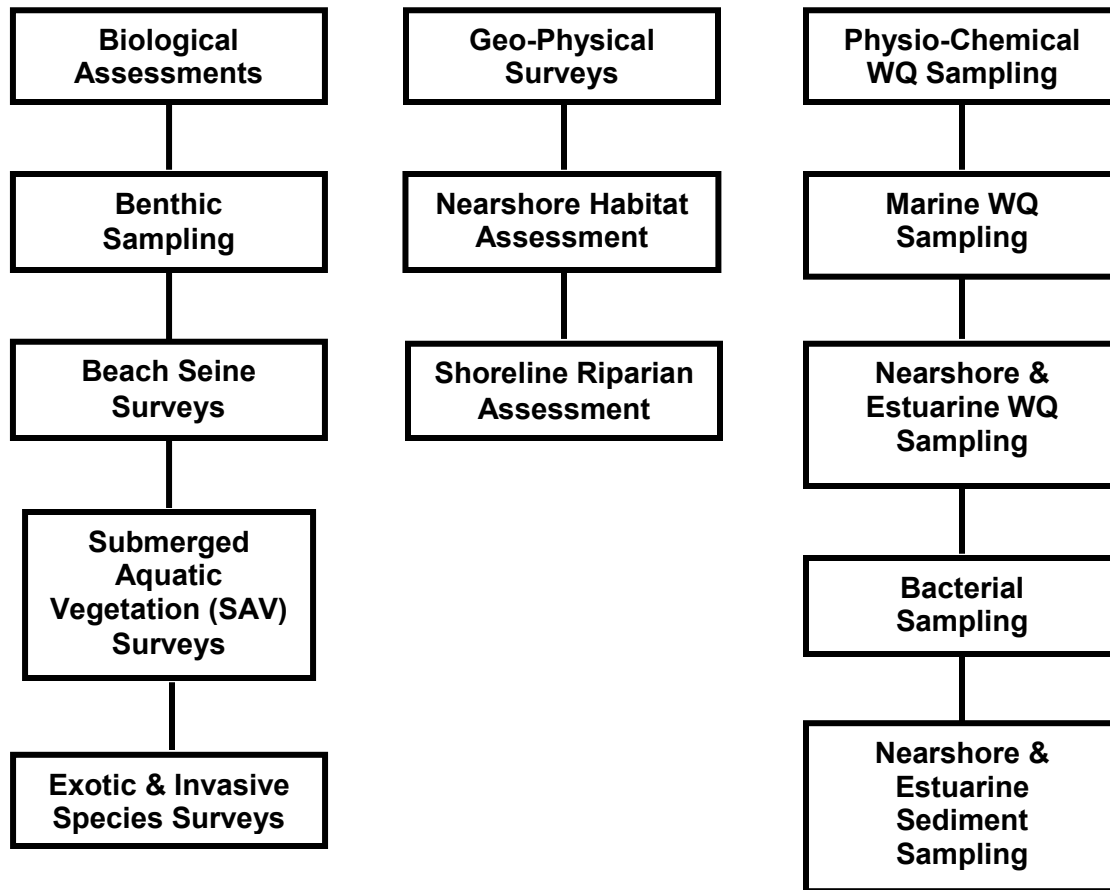 Biological
Assessments
Benthic
Sampling
Beach Seine
Surveys
Submerged
Aquatic
Vegetation (SAV)
Surveys
Exotic & Invasive
Species Surveys
Geo-Physical
Surveys
Nearshore Habitat
Assessment
Shoreline Riparian
Assessment
Physio-Chemical
WQ Sampling
Marine WQ
Sampling
Nearshore &
Estuarine WQ
Sampling
Bacterial
Sampling
Nearshore &
Estuarine
Sediment
Sampling